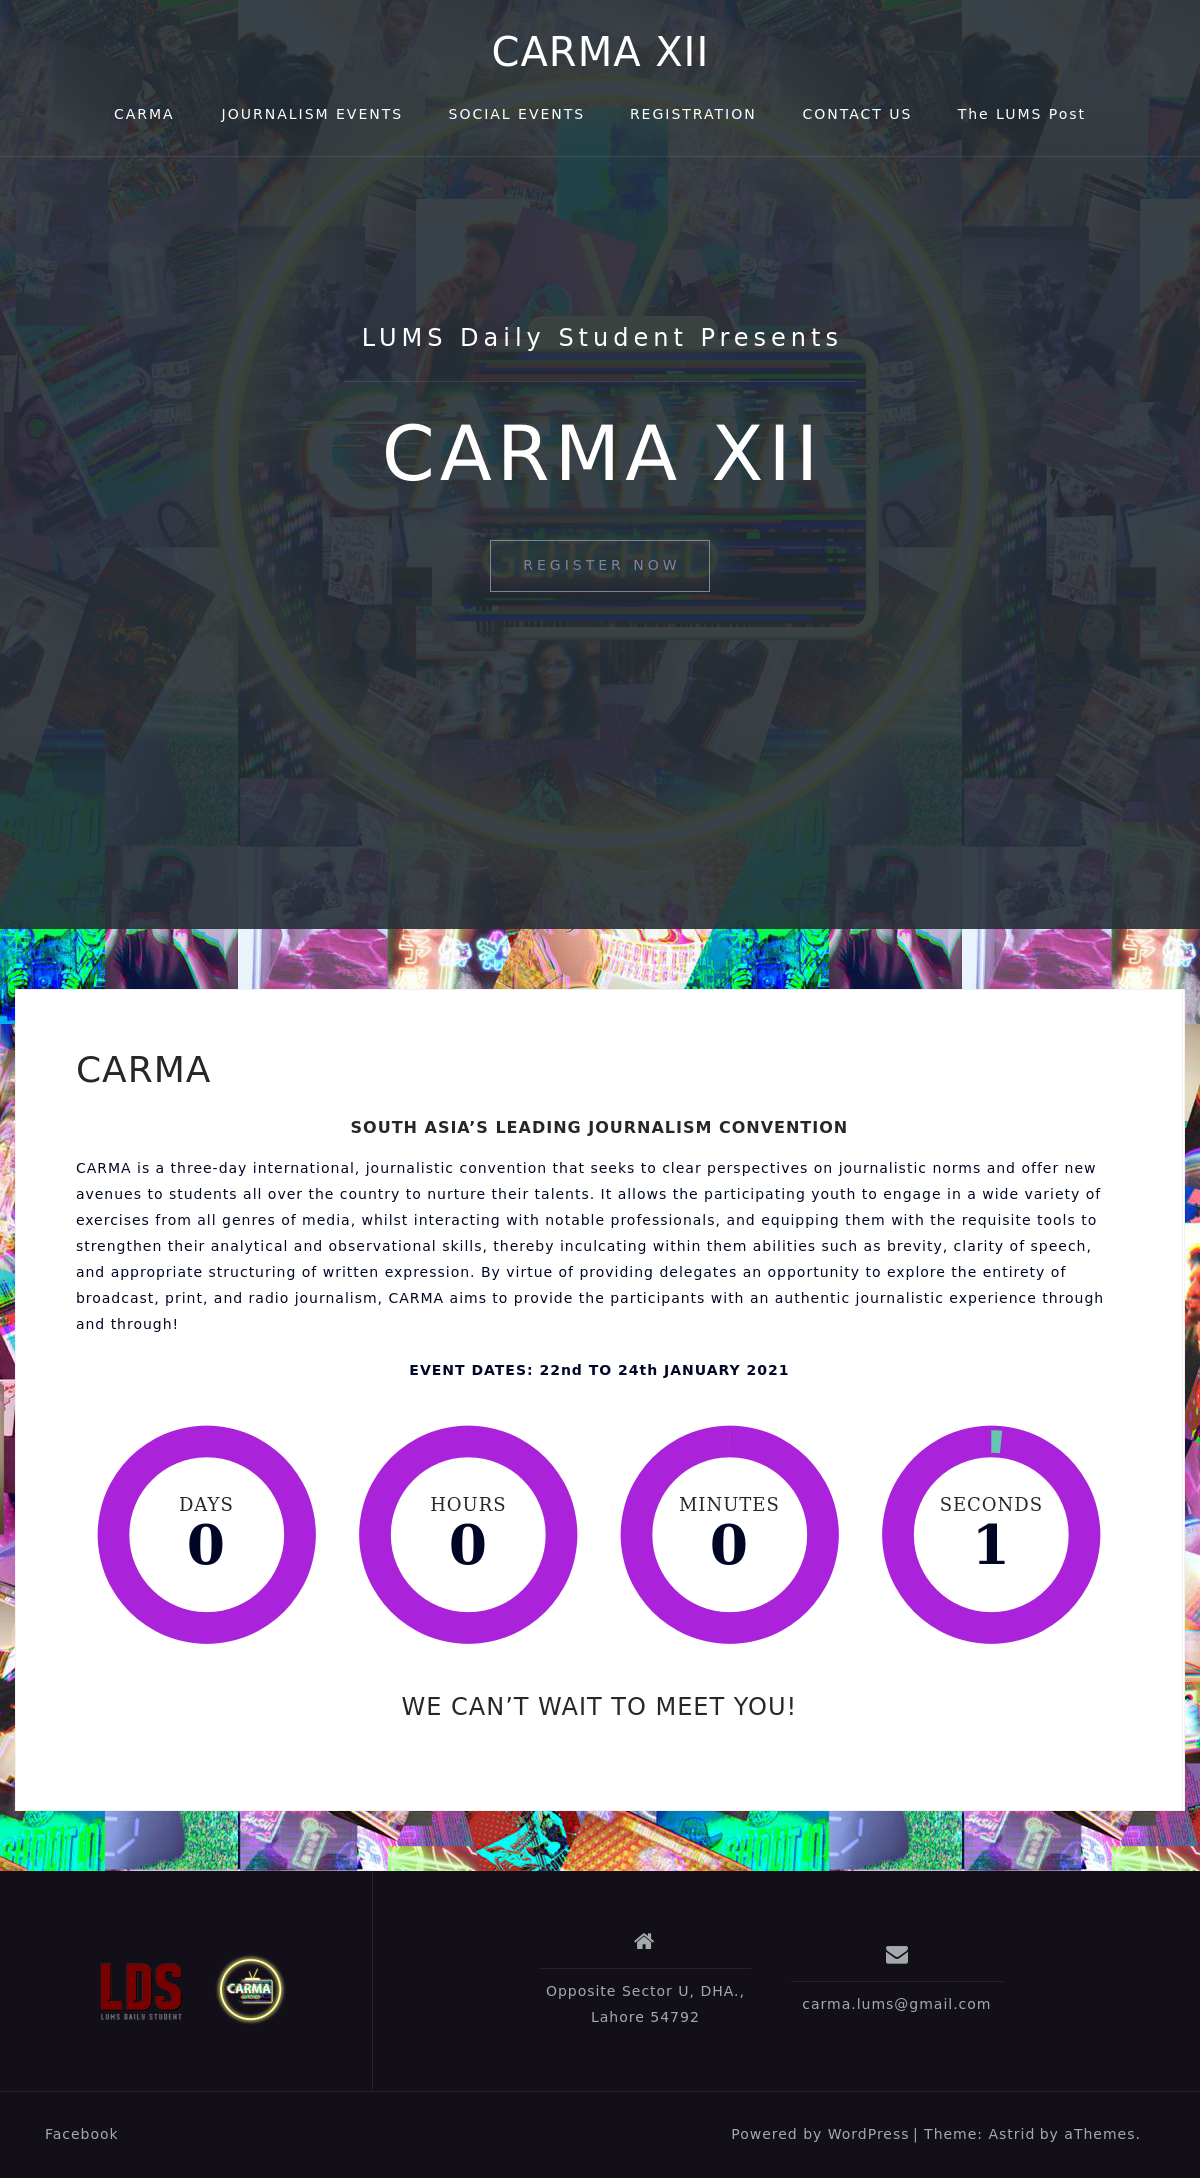 CARMA XII
CARMA JOURNALISM EVENTS SOCIAL EVENTS REGISTRATION CONTACT US The LUMS Post
LUMS Daily Student Presents
CARMA XII
REGISTER NOW
CARMA
SOUTH ASIA’S LEADING JOURNALISM CONVENTION
CARMA is a three-day international, journalistic convention that seeks to clear perspectives on journalistic norms and offer new
avenues to students all over the country to nurture their talents. It allows the participating youth to engage in a wide variety of
exercises from all genres of media, whilst interacting with notable professionals, and equipping them with the requisite tools to
strengthen their analytical and observational skills, thereby inculcating within them abilities such as brevity, clarity of speech,
and appropriate structuring of written expression. By virtue of providing delegates an opportunity to explore the entirety of
broadcast, print, and radio journalism, CARMA aims to provide the participants with an authentic journalistic experience through
and through!
EVENT DATES: 22nd TO 24th JANUARY 2021
DAYS HOURS MINUTES SECONDS
0 0 0 1
WE CAN’T WAIT TO MEET YOU!
LDS
LUMS DAILY STUDENT
CARMA
Opposite Sector U, DHA.,
Lahore 54792
carma.lums@gmail.com
Facebook
Powered by WordPress | Theme: Astrid by aThemes.